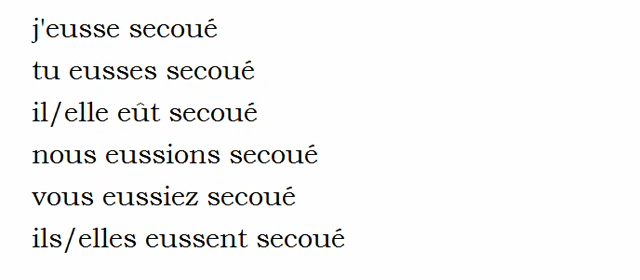 j'eusse secoué
tu eusses secoué
il/elle eût secoué
nous eussions secoué
vous eussiez secoué
ils/elles eussent secoué